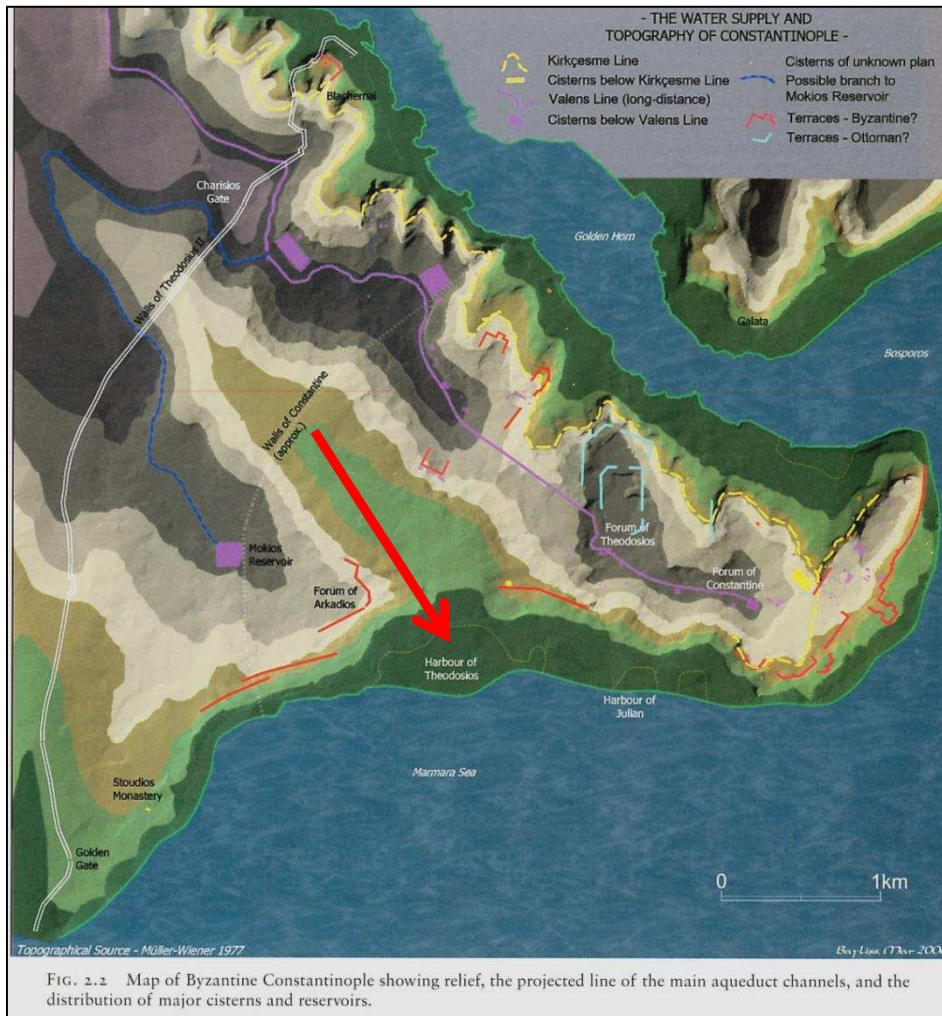 - THE WATER SUPPLY AND
TOPOGRAPHY OF CONSTANTINOPLE -
Kirkçesme Line
Cisterns below Kirkçesme Line
Valens Line (long-distance)
Cisterns below Valens Line
Cisterns of unknown plan
Possible branch to
Mokios Reservoir
Terraces - Byzantine?
Terraces - Ottoman?
Blachernai
Charisios
Gate
Golden Horn
Walls of Theodosius II
Galata
Bosporos
Walls of Constantine
(approx.)
Mokios
Reservoir
Forum of
Theodosios
Forum of
Constantine
Forum of
Arkadios
Harbour of
Theodosios
Harbour of
Julian
Marmara Sea
Stoudios
Monastery
Golden
Gate
0 1km
Topographical Source - Müller-Wiener 1977
Bayliss, Mar
FIG. 2.2 Map of Byzantine Constantinople showing relief, the projected line of the main aqueduct channels, and the
distribution of major cisterns and reservoirs.